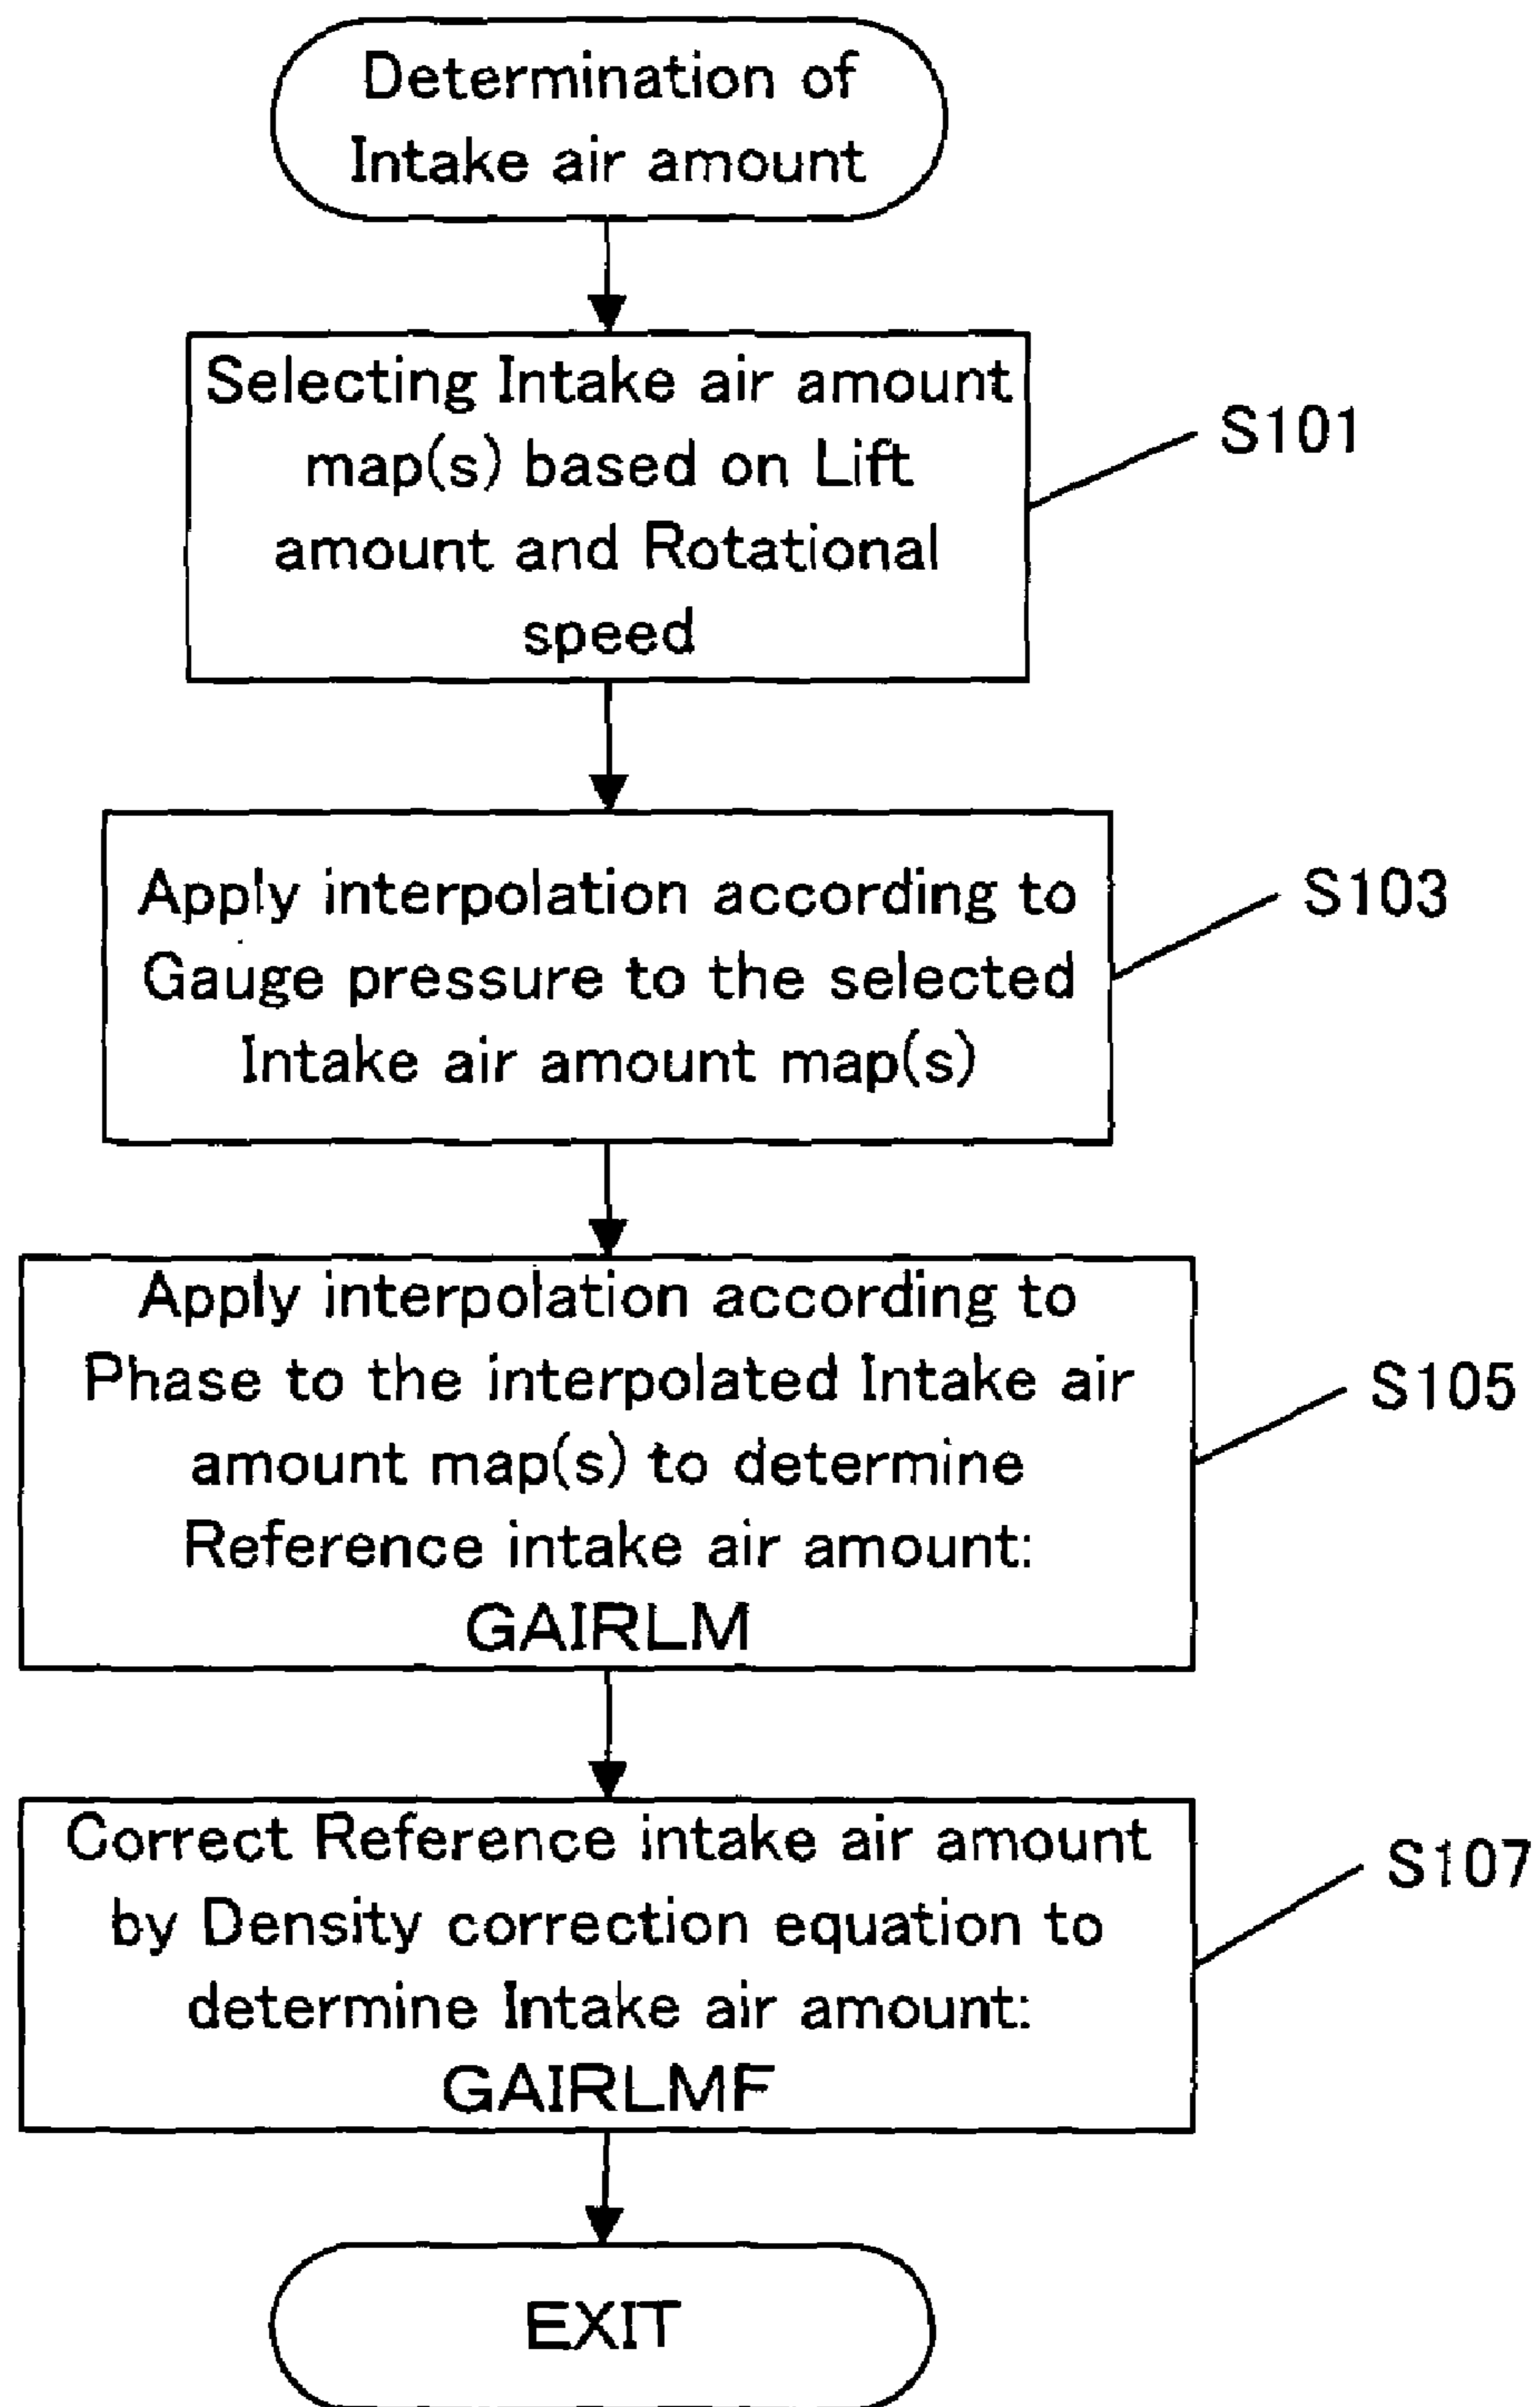 Determination of
Intake air amount
Selecting Intake air amount
map(s) based on Lift
amount and Rotational
speed
S101
Apply interpolation according to
Gauge pressure to the selected
Intake air amount map(s)
S103
Apply interpolation according to
Phase to the interpolated Intake air
amount map(s) to determine
Reference intake air amount:
GAIRLM
S105
Correct Reference intake air amount
by Density correction equation to
determine Intake air amount:
GAIRLMF
S107
EXIT